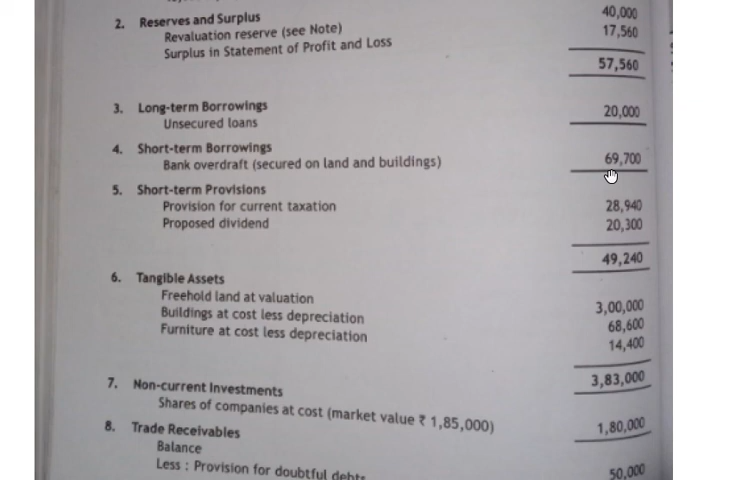 2. Reserves and Surplus
Revaluation reserve (see Note) 40,000
Surplus in Statement of Profit and Loss 17,560
57,560
3. Long-term Borrowings
Unsecured loans 20,000
4. Short-term Borrowings
Bank overdraft (secured on land and buildings) 69,700
5. Short-term Provisions
Provision for current taxation 28,940
Proposed dividend 20,300
49,240
6. Tangible Assets
Freehold land at valuation 3,00,000
Buildings at cost less depreciation 68,600
Furniture at cost less depreciation 14,400
3,83,000
7. Non-current Investments
Shares of companies at cost (market value ₹ 1,85,000) 1,80,000
8. Trade Receivables
Balance 50,000
Less : Provision for doubtful debts